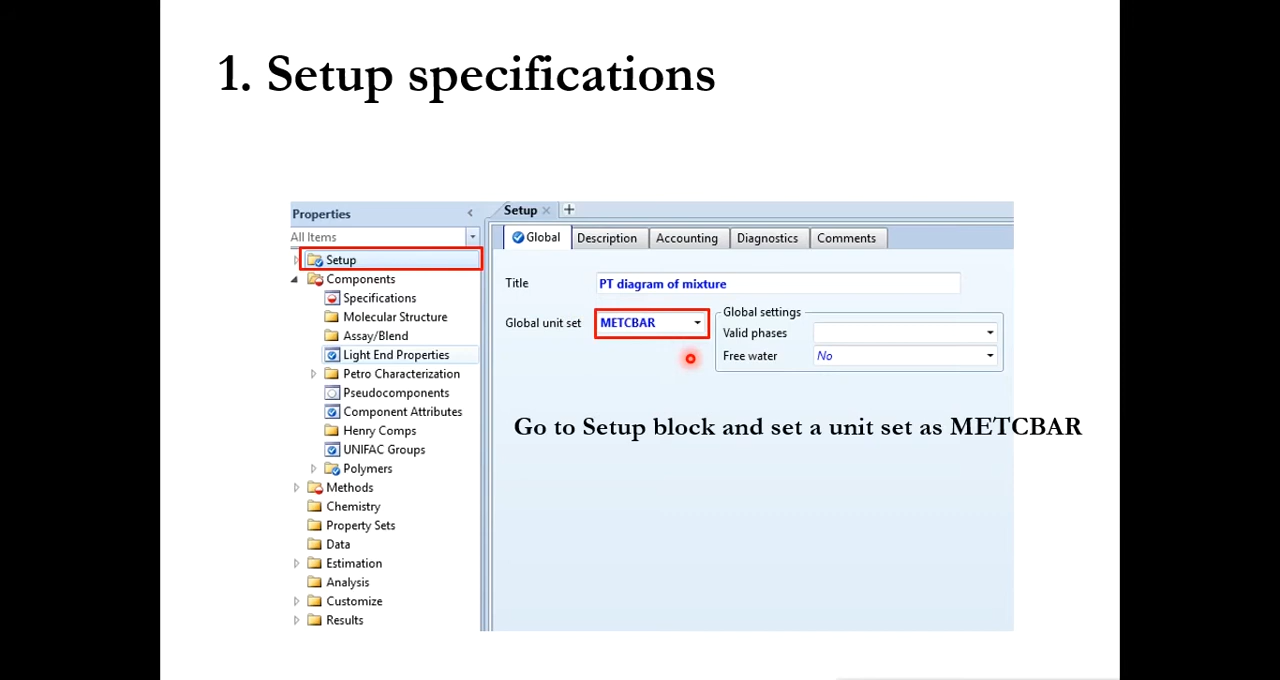 1. Setup specifications
Properties
All Items
Setup
Components
Specifications
Molecular Structure
Assay/Blend
Light End Properties
Petro Characterization
Pseudocomponents
Component Attributes
Henry Comps
UNIFAC Groups
Polymers
Methods
Chemistry
Property Sets
Data
Estimation
Analysis
Customize
Results
Setup
Global Description Accounting Diagnostics Comments
Title PT diagram of mixture
Global unit set METCBAR
Global settings
Valid phases
Free water No
Go to Setup block and set a unit set as METCBAR